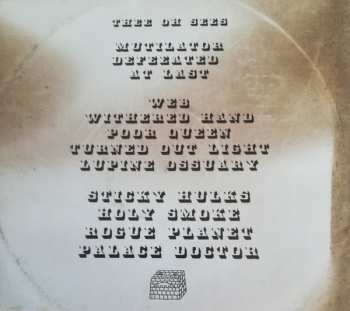 THEE OH SEES
MUTILATOR
DEFEATED
AT LAST
WEB
WITHERED HAND
POOR QUEEN
TURNED OUT LIGHT
LUPINE OSSUARY
STICKY HULKS
HOLY SMOKE
ROGUE PLANET
PALACE DOCTOR